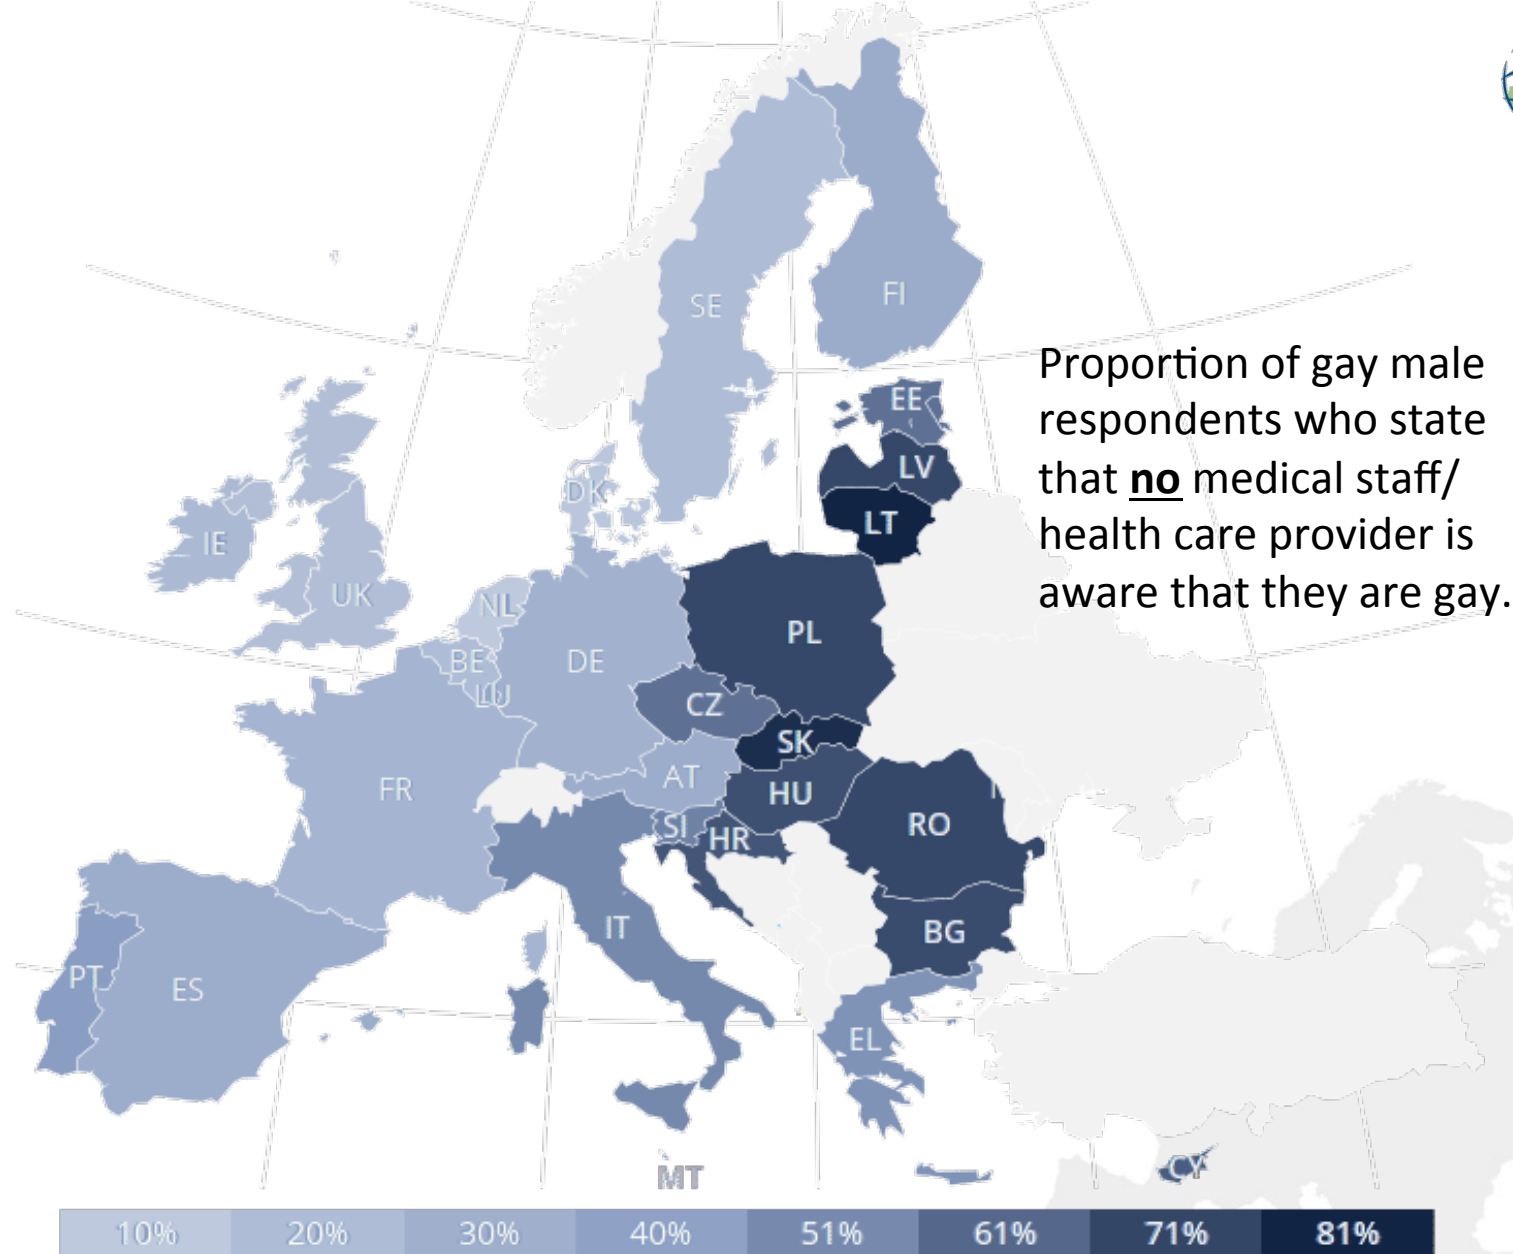 SE
FI
Proportion of gay male
respondents who state
that no medical staff/
health care provider is
aware that they are gay.
EE
LV
LT
DK
IE
UK
NL
BE
LU
DE
PL
CZ
SK
AT
HU
FR
SI
HR
RO
IT
BG
PT
ES
EL
MT
CY
10% 20% 30% 40% 51% 61% 71% 81%